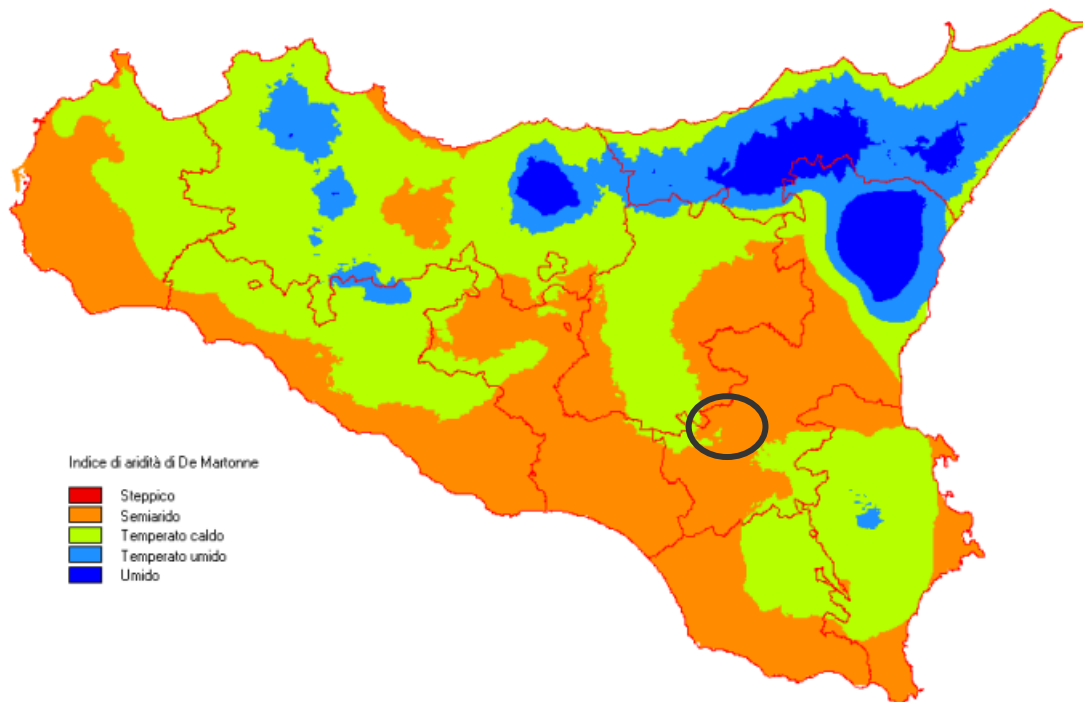 Indice di aridità di De Martonne
Steppico
Semiarido
Temperato caldo
Temperato umido
Umido